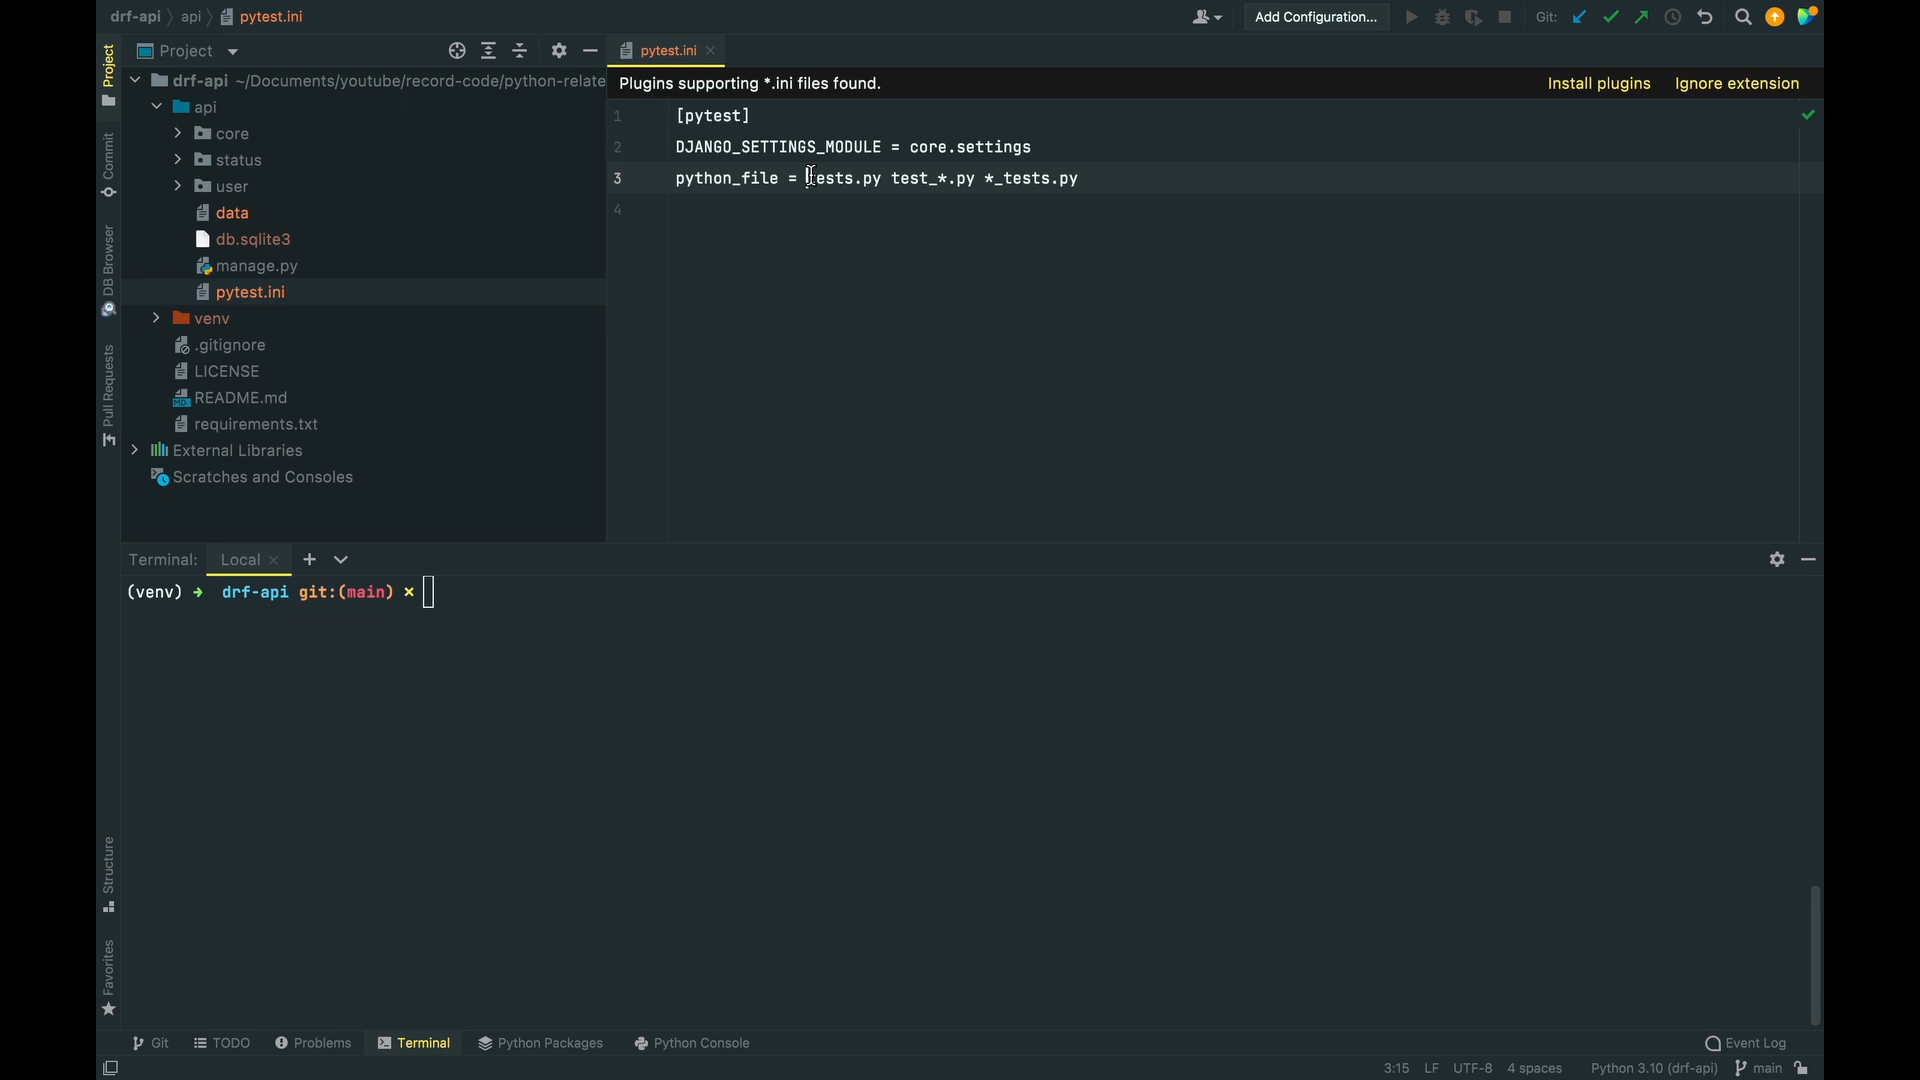 drf-api
api
pytest.ini
Add Configuration...
Git:
Project
Project
pytest.ini
Plugins supporting *.ini files found.
Install plugins
Ignore extension
drf-api ~/Documents/youtube/record-code/python-relate
api
core
status
user
data
db.sqlite3
manage.py
pytest.ini
venv
.gitignore
LICENSE
README.md
requirements.txt
External Libraries
Scratches and Consoles
1 [pytest]
2 DJANGO_SETTINGS_MODULE = core.settings
3 python_file = tests.py test_*.py *_tests.py
4
Commit
DB Browser
Pull Requests
Structure
Favorites
Terminal:
Local
(venv) ➜ drf-api git:(main) ×
Git
TODO
Problems
Terminal
Python Packages
Python Console
Event Log
3:15
LF
UTF-8
4 spaces
Python 3.10 (drf-api)
main